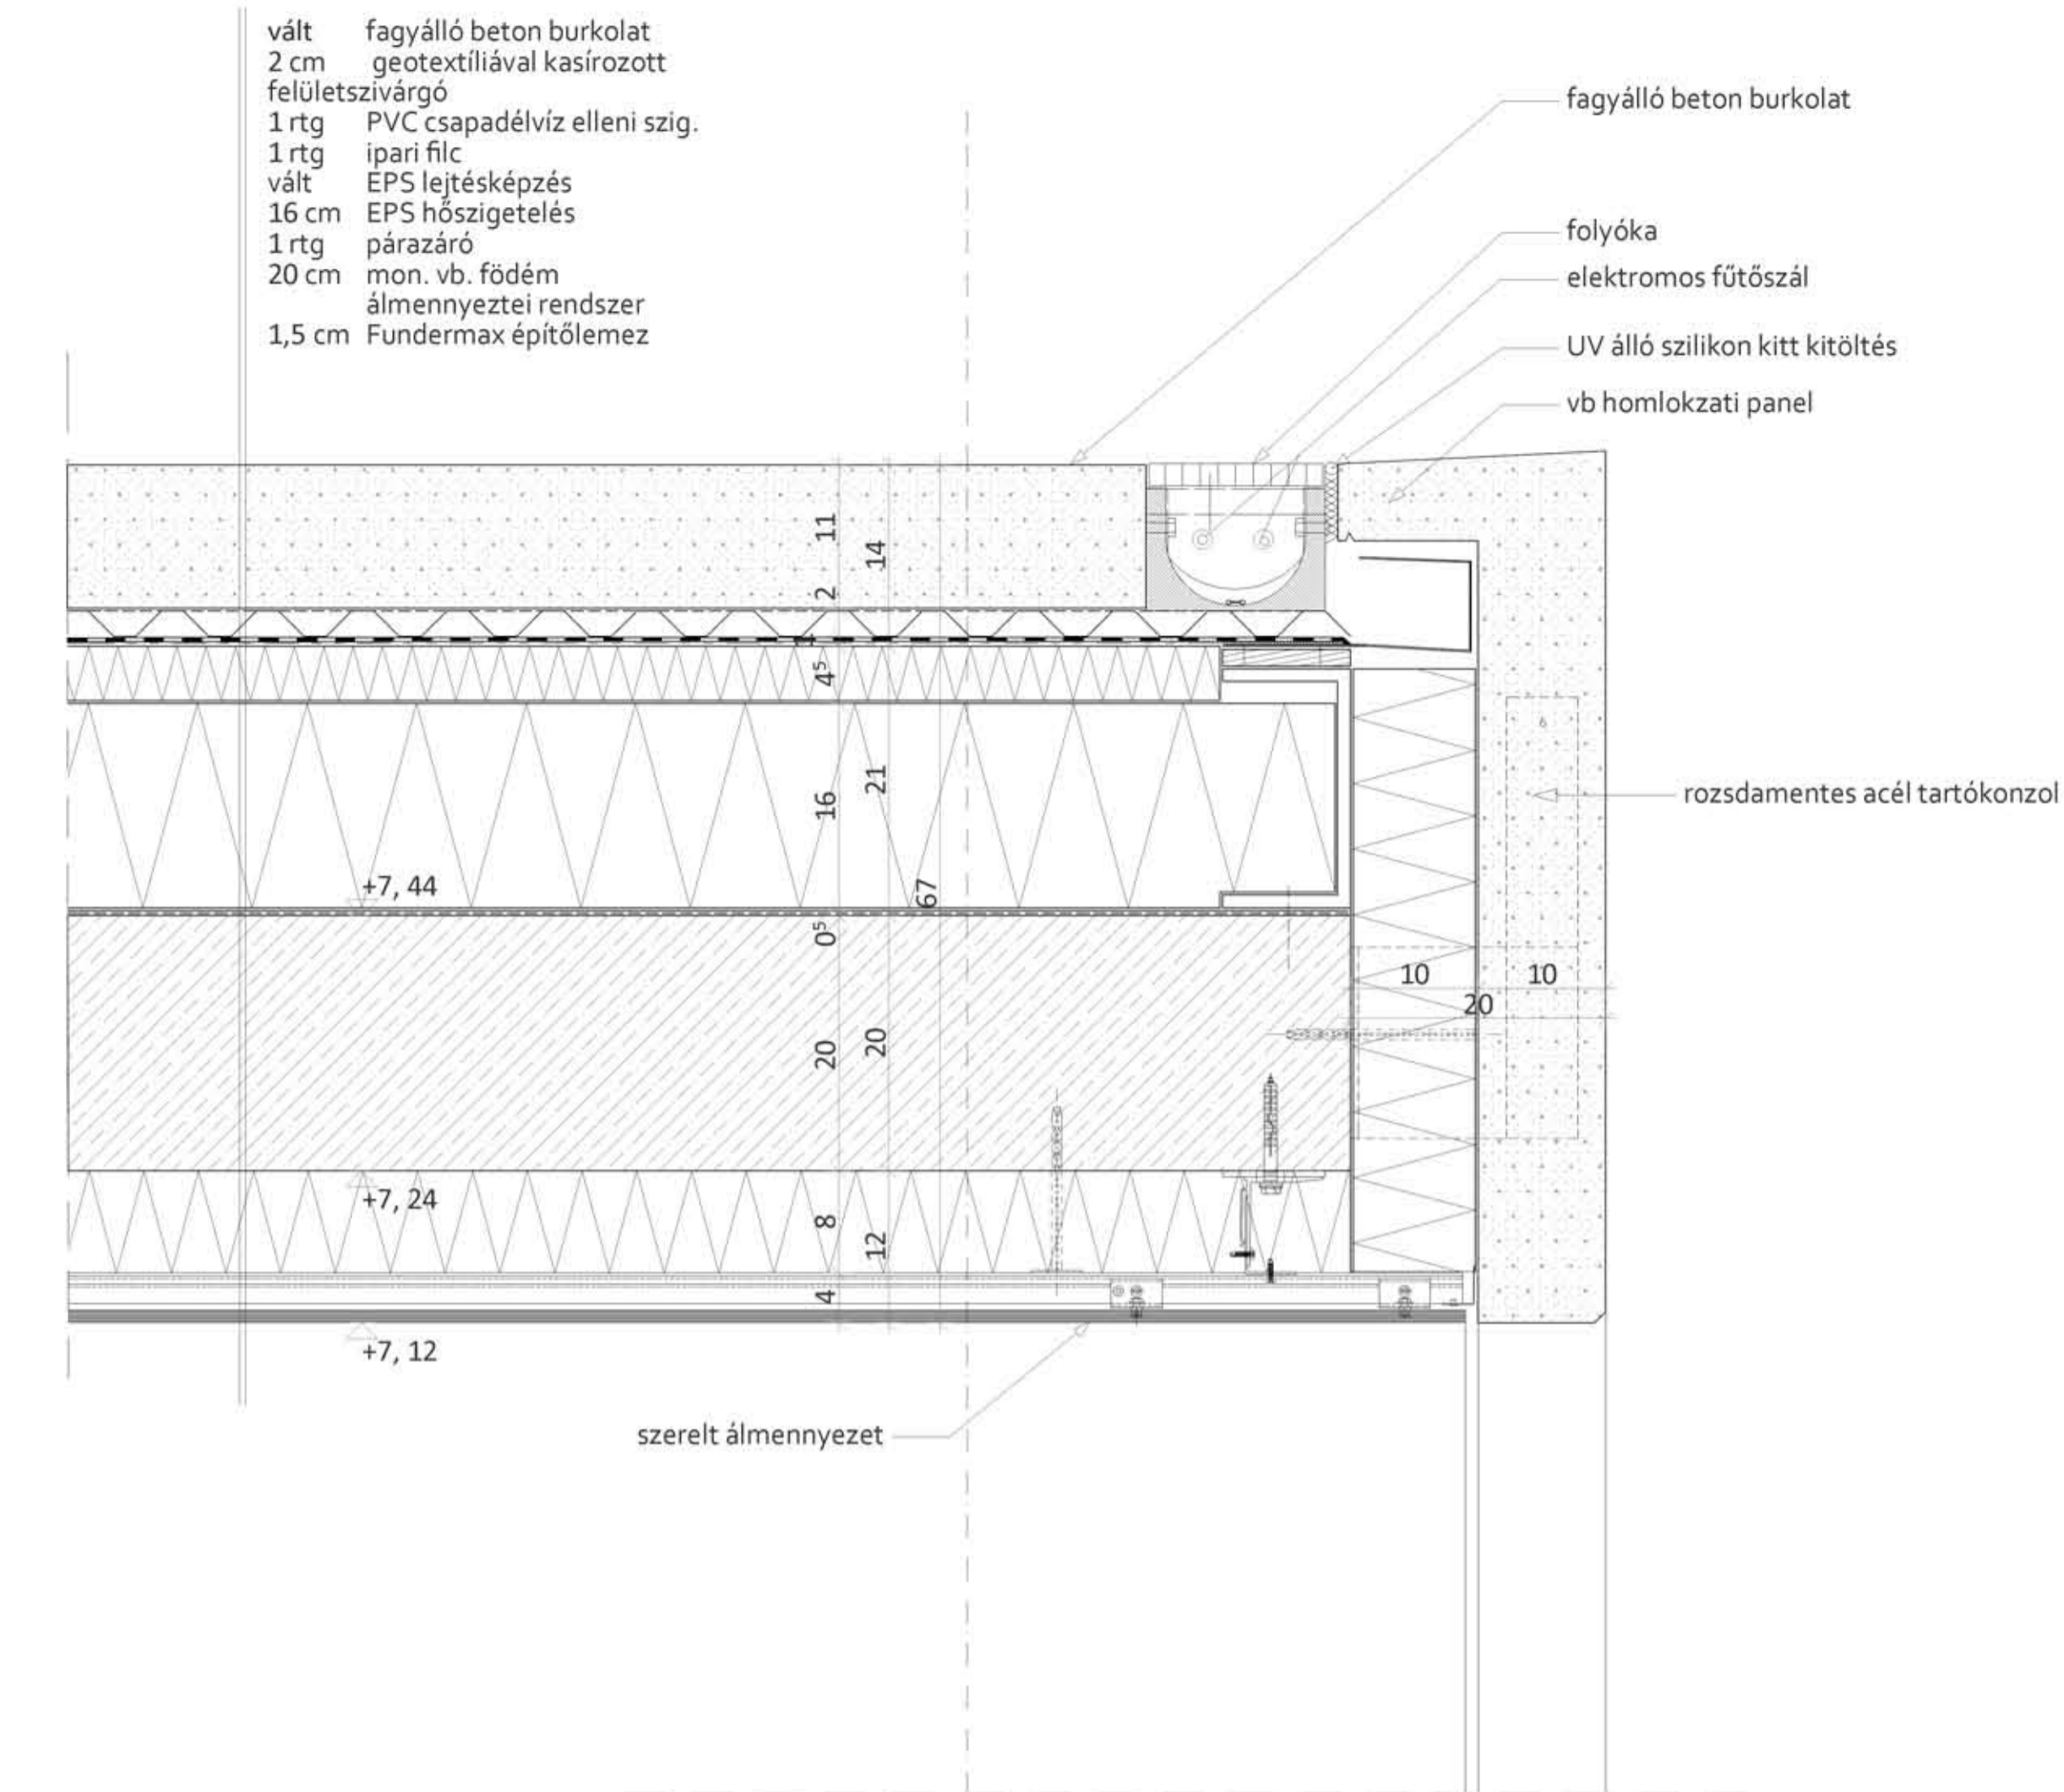 vált fagyálló beton burkolat
2 cm geotextíliával kasírozott
felületszivárgó
1 rtg PVC csapadélvíz elleni szig.
1 rtg ipari filc
vált EPS lejtésképzés
16 cm EPS hőszigetelés
1 rtg párazáró
20 cm mon. vb. födém
álmennyeztei rendszer
1,5 cm Fundermax építőlemez
fagyálló beton burkolat
folyóka
elektromos fűtőszál
UV álló szilikon kitt kitöltés
vb homlokzati panel
11
14
2
1
4⁵
21
16
rozsdamentes acél tartókonzol
+7, 44
67
0⁵
10
10
20
20
20
+7, 24
8
12
4
+7, 12
szerelt álmennyezet